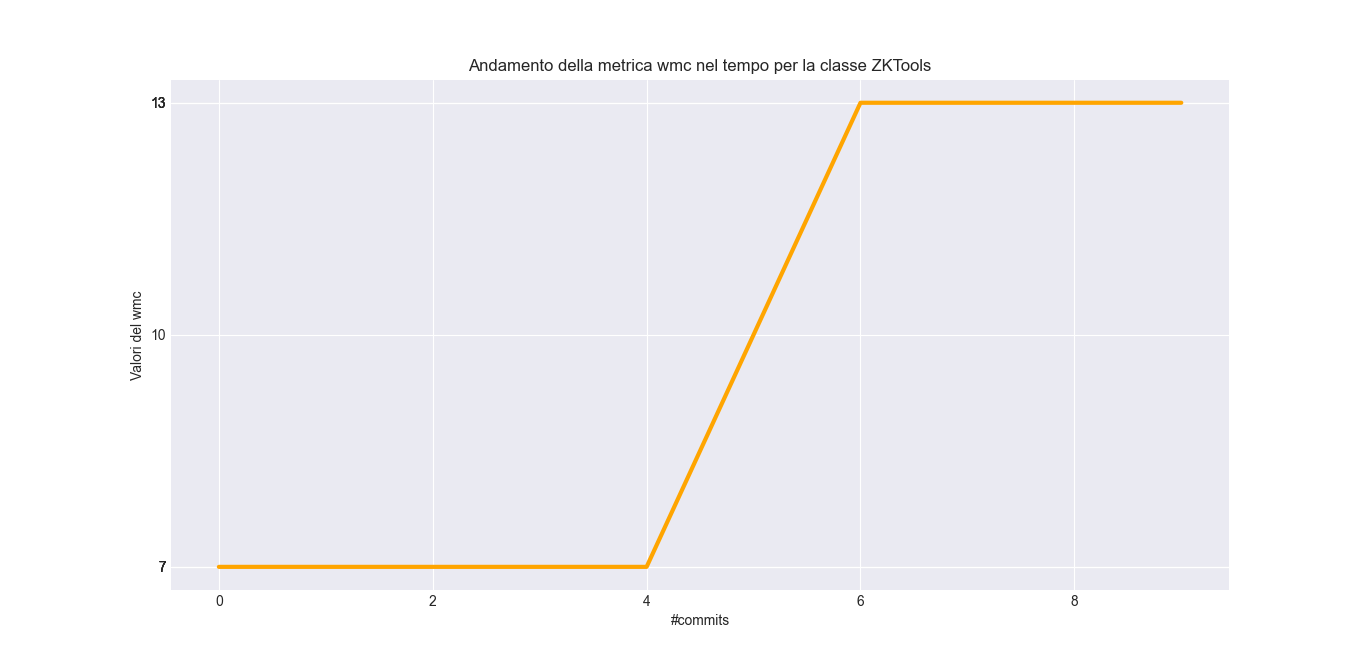 Andamento della metrica wmc nel tempo per la classe ZKTools
13
10
7
Valori del wmc
0 2 4 6 8
#commits